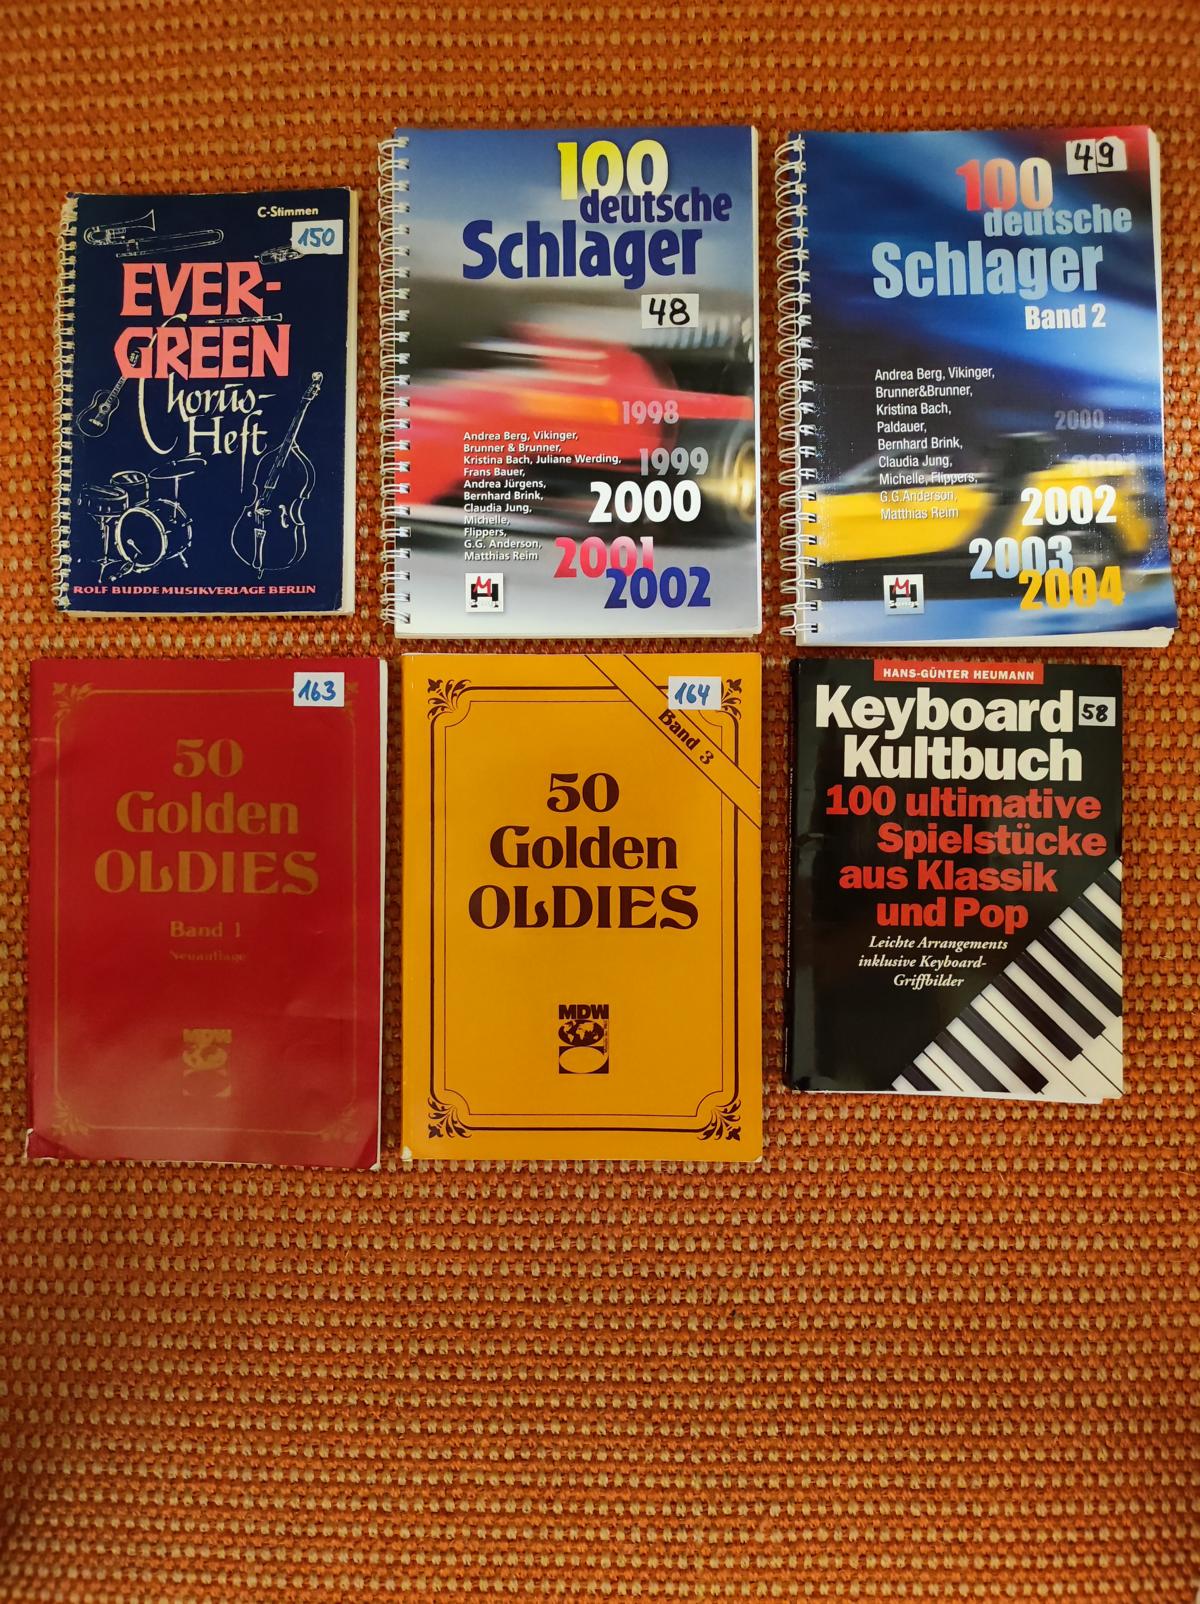 C-Stimmen
150
EVER-
GREEN
Chorus-
Heft
ROLF BUDDE MUSIKVERLAGE BERLIN
100
deutsche
Schlager
48
1998
1999
2000
2001
2002
Andrea Berg, Vikinger,
Brunner & Brunner,
Kristina Bach, Juliane Werding,
Frans Bauer,
Andrea Jürgens,
Bernhard Brink,
Claudia Jung,
Michelle,
Flippers,
G.G. Anderson,
Matthias Reim
49
100
deutsche
Schlager
Band 2
Andrea Berg, Vikinger,
Brunner&Brunner,
Kristina Bach,
Paldauer,
Bernhard Brink,
Claudia Jung,
Michelle, Flippers,
G.G.Anderson,
Matthias Reim
2000
2001
2002
2003
2004
163
50
Golden
OLDIES
Band 1
Neuauflage
164
Band 3
50
Golden
OLDIES
MDW
HANS-GÜNTER HEUMANN
Keyboard
58
Kultbuch
100 ultimative
Spielstücke
aus Klassik
und Pop
Leichte Arrangements
inklusive Keyboard-
Griffbilder